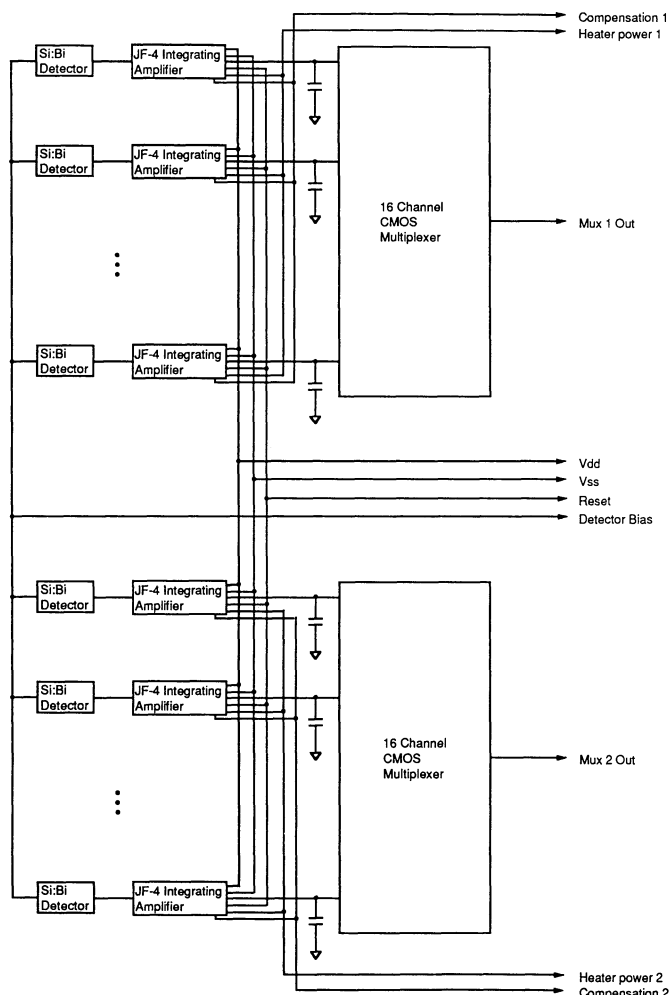 Compensation 1
Heater power 1
Si:Bi
Detector
JF-4 Integrating
Amplifier
Si:Bi
Detector
JF-4 Integrating
Amplifier
16 Channel
CMOS
Multiplexer
Mux 1 Out
Si:Bi
Detector
JF-4 Integrating
Amplifier
Vdd
Vss
Reset
Detector Bias
Si:Bi
Detector
JF-4 Integrating
Amplifier
Si:Bi
Detector
JF-4 Integrating
Amplifier
16 Channel
CMOS
Multiplexer
Mux 2 Out
Si:Bi
Detector
JF-4 Integrating
Amplifier
Heater power 2
Compensation 2